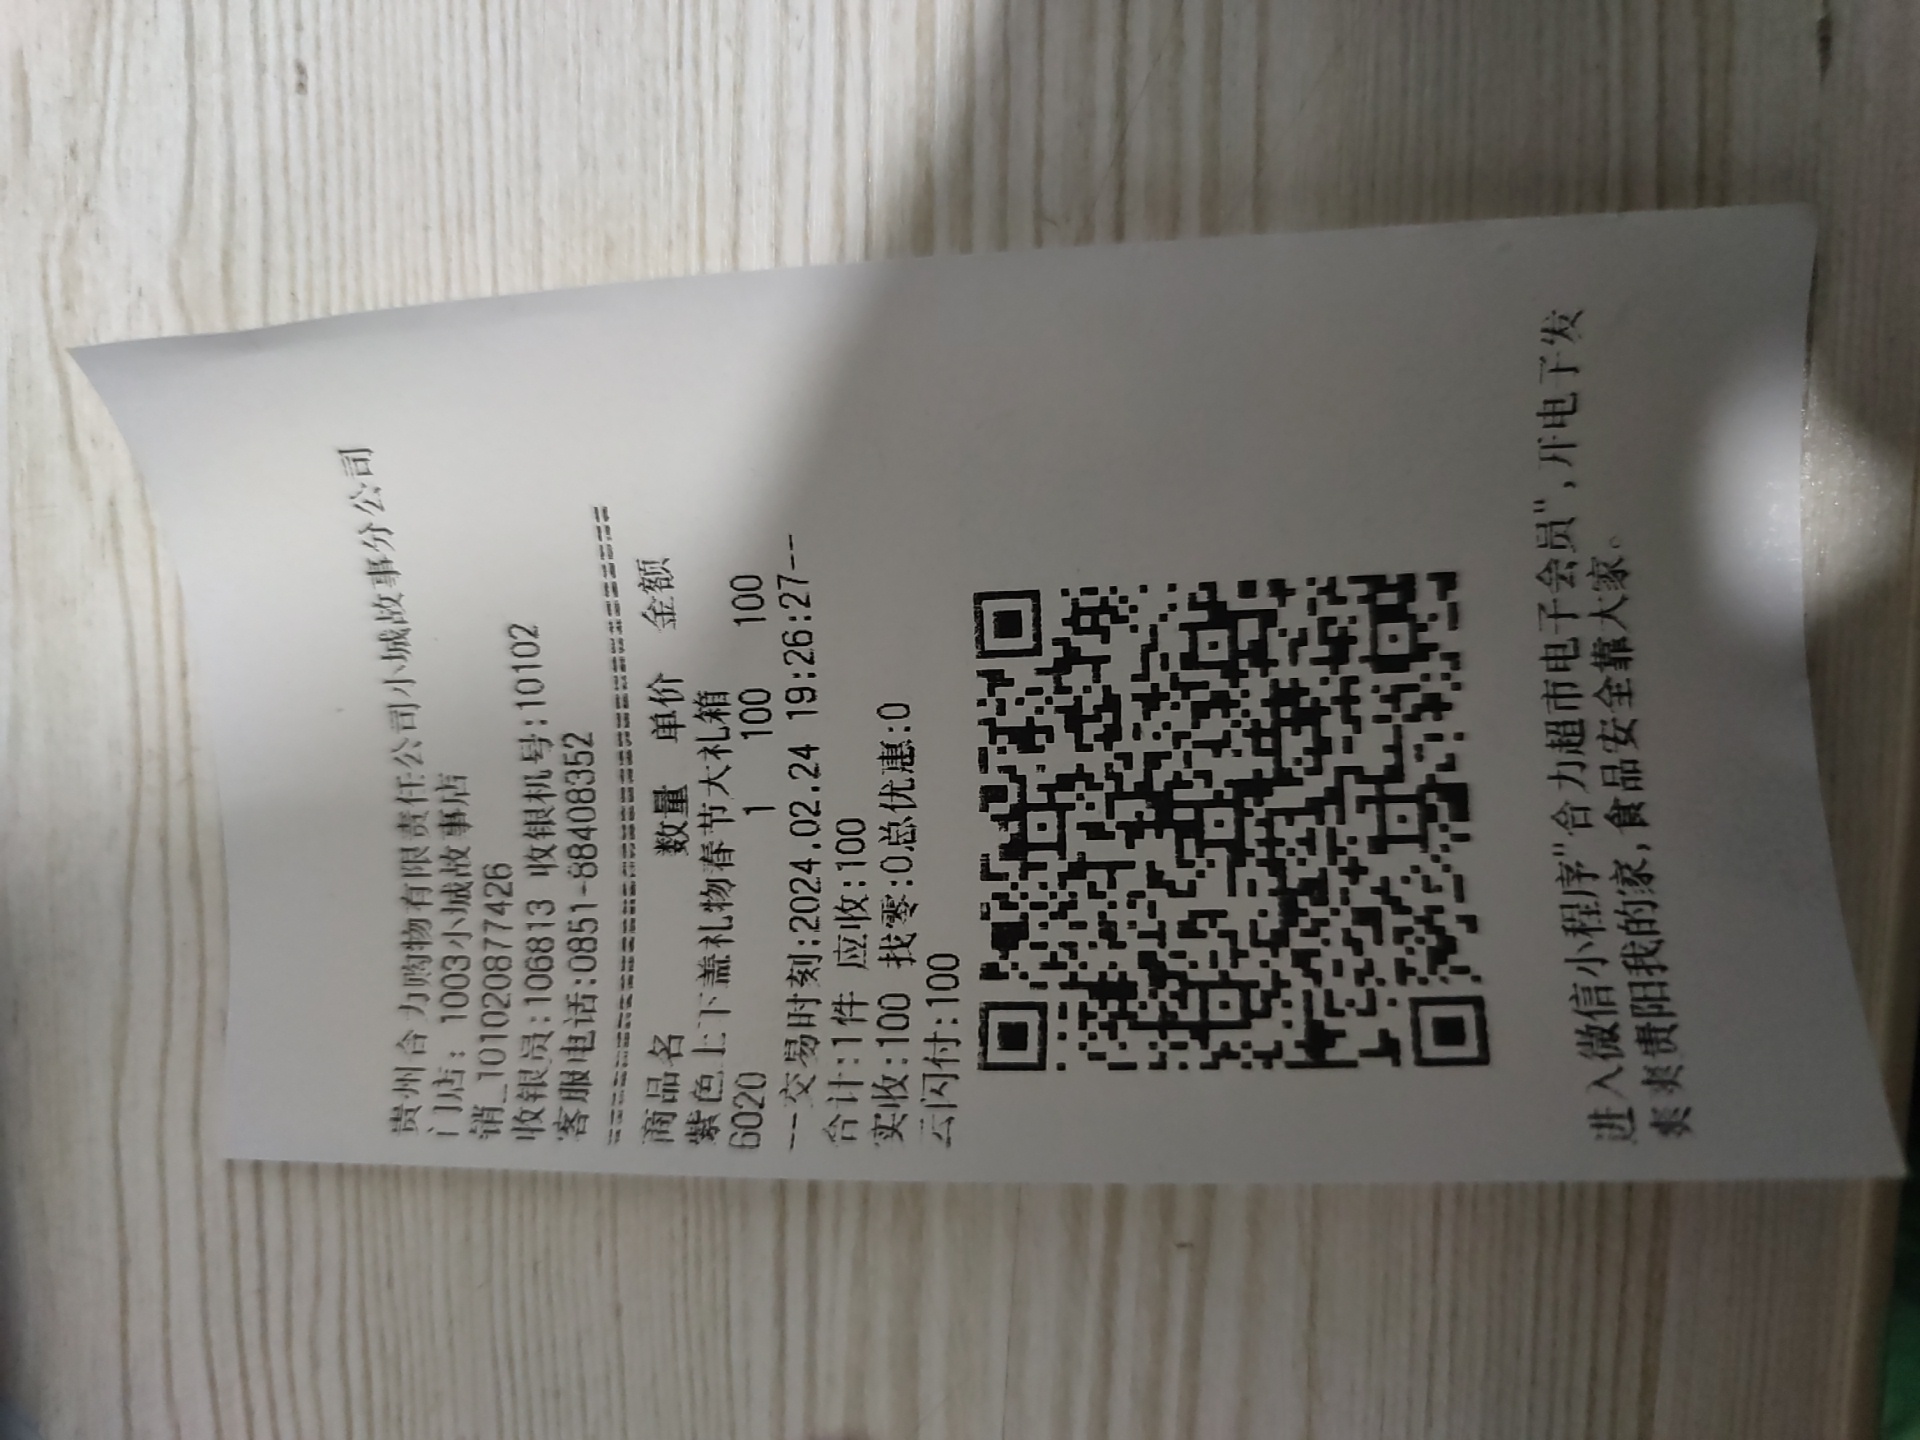 贵州合力购物有限责任公司小城故事分公司
门店: 1003小城故事店
销_1010208774​26
收银员:106813 收银机号:10102
客服电话:0851-88408352
==============================
商品名 数量 单价 金额
紫色上下盖礼物春节大礼箱
6020 1 100 100
--交易时刻:2024.02.24 19:26:27--
合计:1件 应收:100
实收:100 找零:0总优惠:0
云闪付:100
进入微信小程序"合力超市电子会员",开电子发
爽爽贵阳我的家,食品安全靠大家。